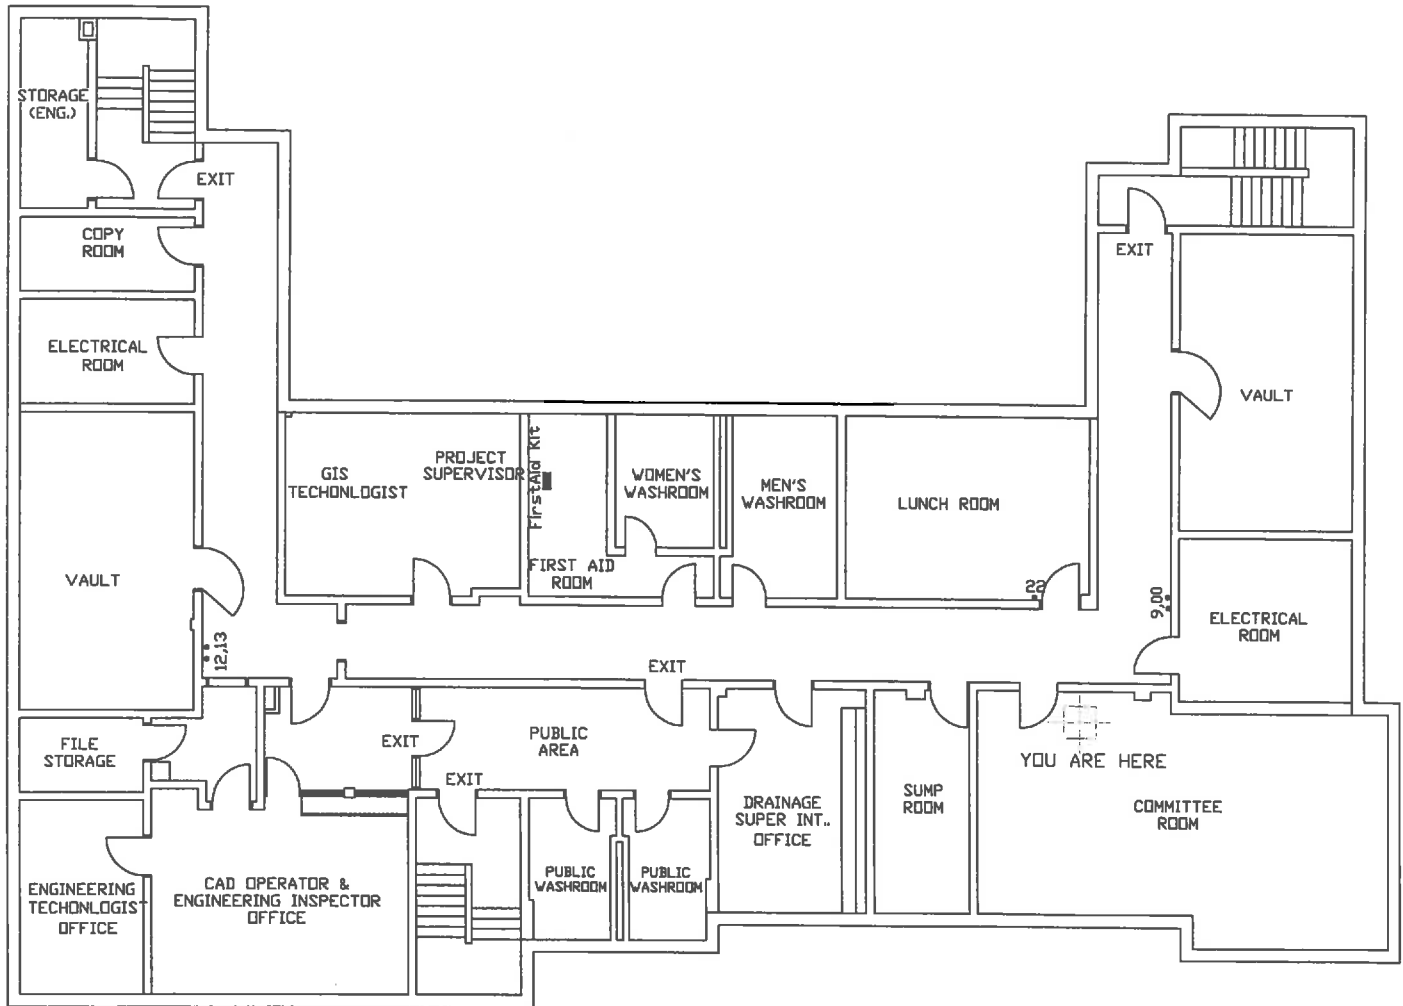 STORAGE
(ENG.)
EXIT
COPY
ROOM
EXIT
ELECTRICAL
ROOM
VAULT
GIS
TECHONLOGIST
PROJECT
SUPERVISOR
FirstAid Kit
WOMEN'S
WASHROOM
MEN'S
WASHROOM
LUNCH ROOM
FIRST AID
ROOM
VAULT
22
9,00
ELECTRICAL
ROOM
12,13
EXIT
FILE
STORAGE
EXIT
PUBLIC
AREA
EXIT
YOU ARE HERE
SUMP
ROOM
DRAINAGE
SUPER INT..
OFFICE
COMMITTEE
ROOM
ENGINEERING
TECHONLOGIST
OFFICE
CAD OPERATOR &
ENGINEERING INSPECTOR
OFFICE
PUBLIC
WASHROOM
PUBLIC
WASHROOM